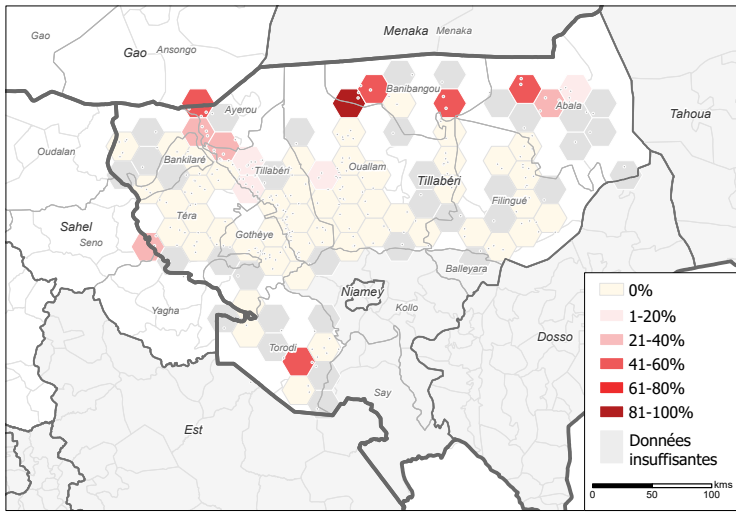 Menaka
Gao
Menaka
Gao
Ansongo
Banibangou
Abala
Ayerou
Tahoua
Oudalan
Bankilaré
Tillabéri
Ouallam
Tillabéri
Filingué
Téra
Sahel
Seno
Gothèye
Balleyara
Niamey
Yagha
Kollo
Dosso
Torodi
Say
Est
0%
1-20%
21-40%
41-60%
61-80%
81-100%
Données
insuffisantes
kms
0 50 100